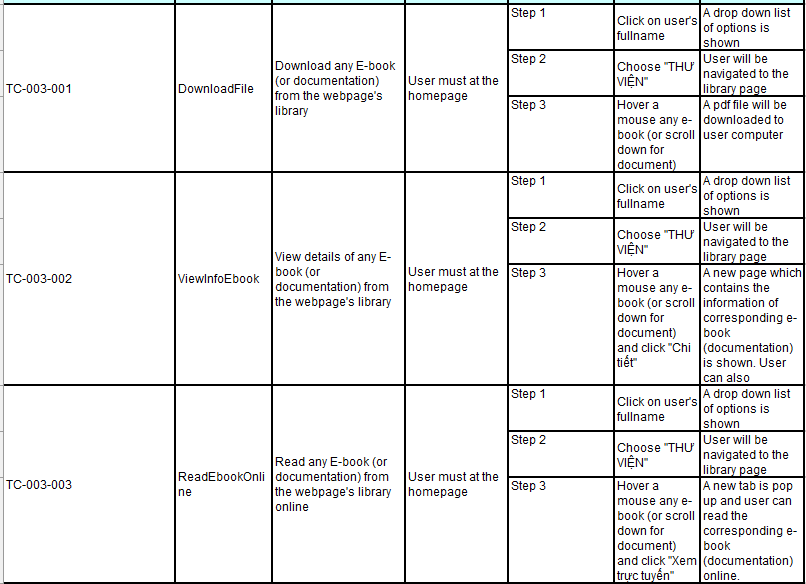 TC-003-001
DownloadFile
Download any E-book
(or documentation)
from the webpage's
library
User must at the
homepage
Step 1
Click on user's
fullname
A drop down list
of options is
shown
Step 2
Choose "THƯ
VIỆN"
User will be
navigated to the
library page
Step 3
Hover a
mouse any e-
book (or scroll
down for
document)
A pdf file will be
downloaded to
user computer
TC-003-002
ViewInfoEbook
View details of any E-
book (or
documentation) from
the webpage's library
User must at the
homepage
Step 1
Click on user's
fullname
A drop down list
of options is
shown
Step 2
Choose "THƯ
VIỆN"
User will be
navigated to the
library page
Step 3
Hover a
mouse any e-
book (or scroll
down for
document)
and click "Chi
tiết"
A new page which
contains the
information of
corresponding e-
book
(documentation)
is shown. User
can also
TC-003-003
ReadEbookOnli
ne
Read any E-book (or
documentation) from
the webpage's library
online
User must at the
homepage
Step 1
Click on user's
fullname
A drop down list
of options is
shown
Step 2
Choose "THƯ
VIỆN"
User will be
navigated to the
library page
Step 3
Hover a
mouse any e-
book (or scroll
down for
document)
and click "Xem
trực tuyến"
A new tab is pop
up and user can
read the
corresponding e-
book
(documentation)
online.